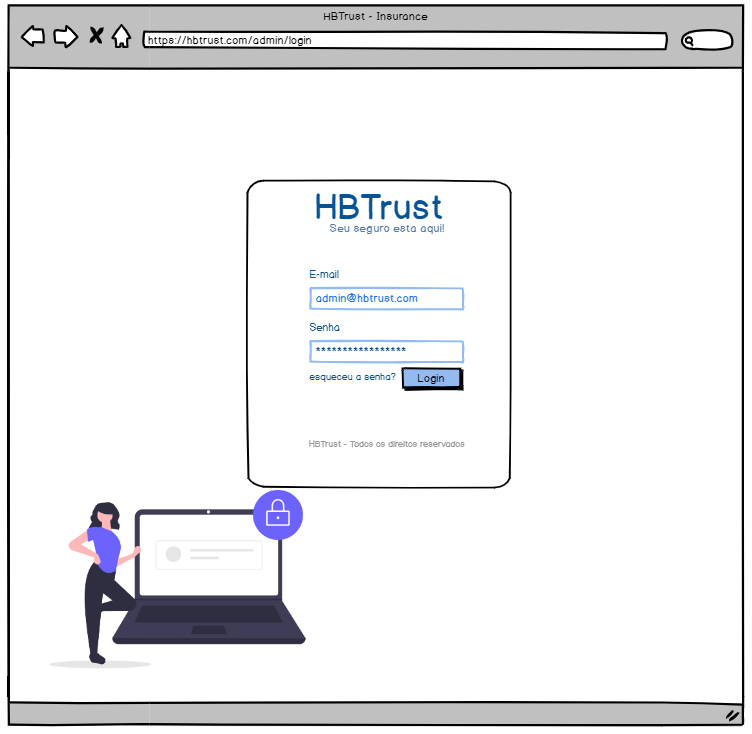 HBTrust - Insurance
https://hbtrust.com/admin/login
HBTrust
Seu seguro esta aqui!
E-mail
admin@hbtrust.com
Senha
*****************
esqueceu a senha? Login
HBTrust - Todos os direitos reservados